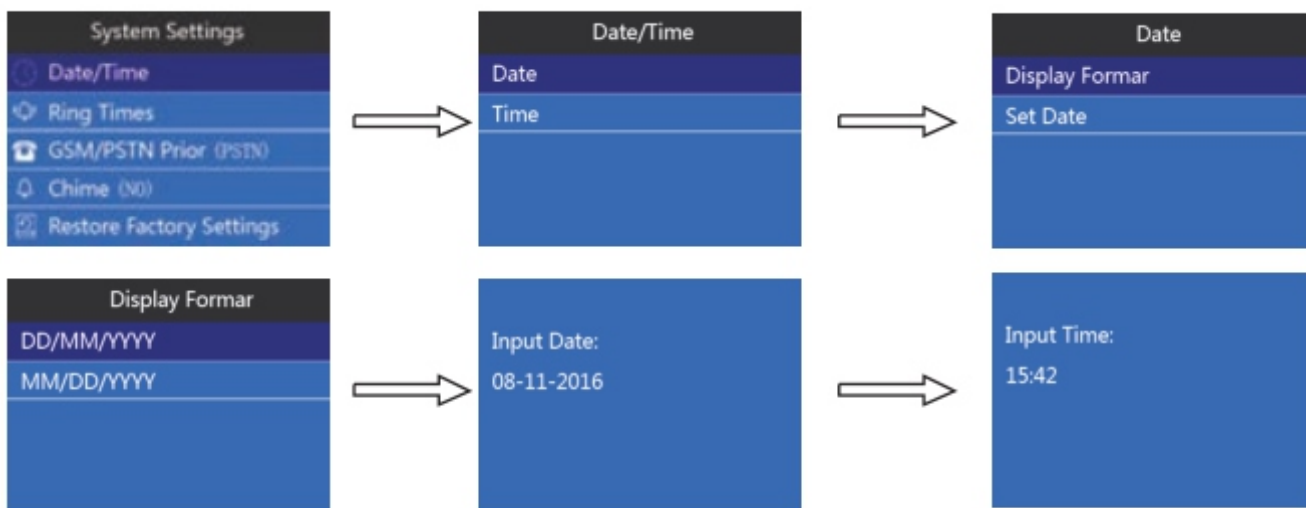 System Settings
Date/Time
Ring Times
GSM/PSTN Prior (PSTN)
Chime (NO)
Restore Factory Settings
Date/Time
Date
Time
Date
Display Formar
Set Date
Display Formar
DD/MM/YYYY
MM/DD/YYYY
Input Date:
08-11-2016
Input Time:
15:42